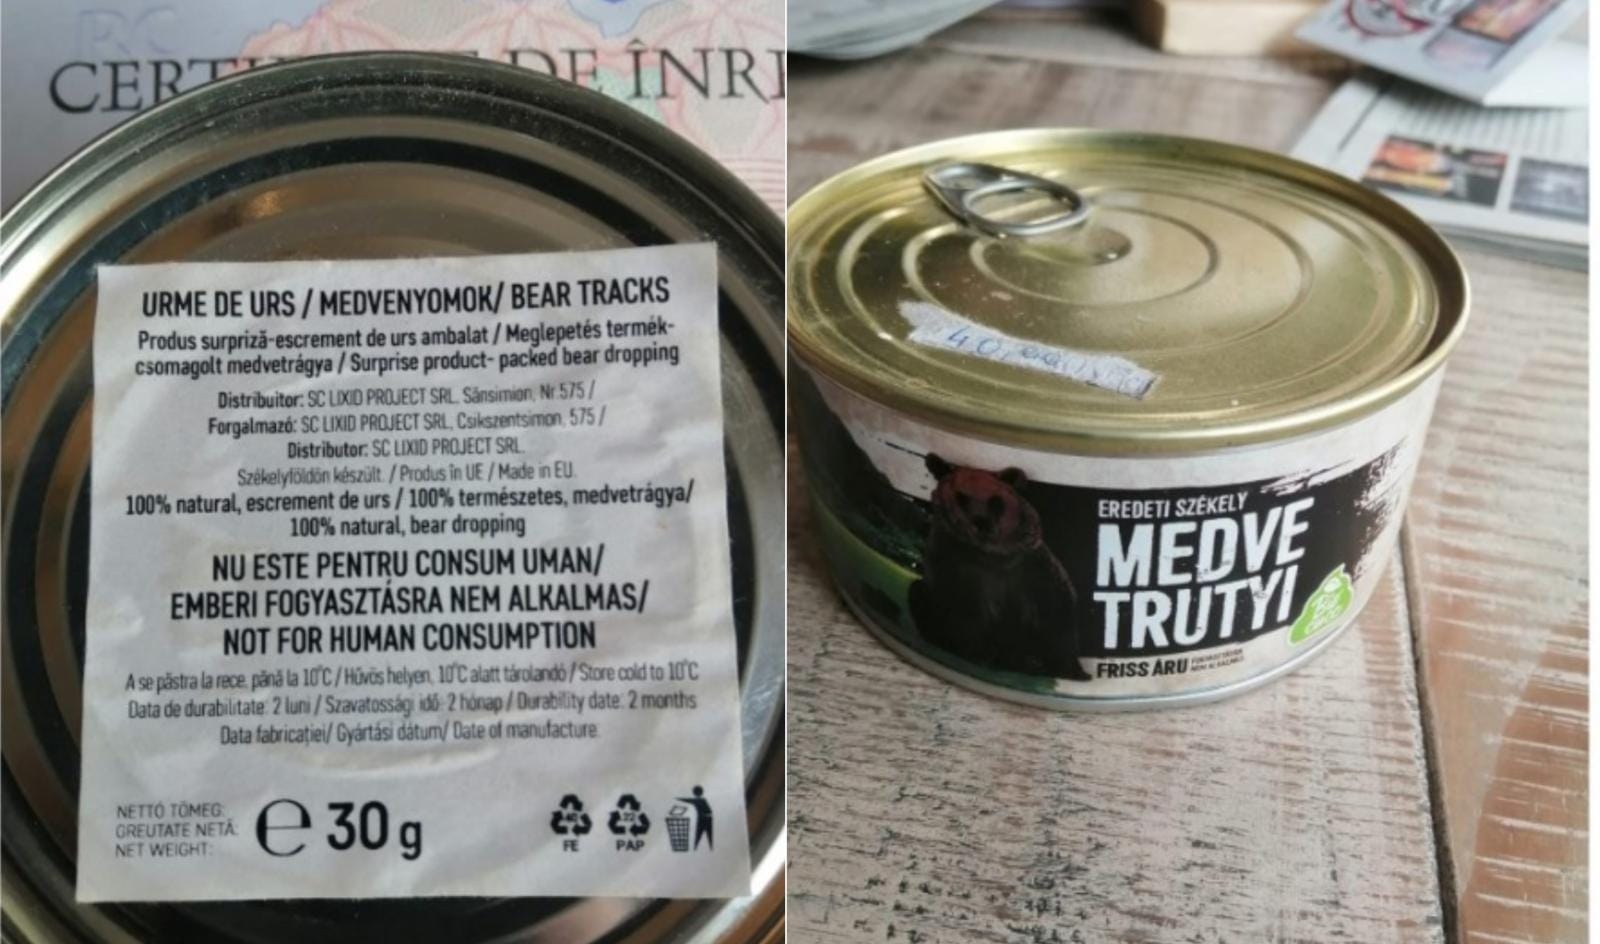 CERT
DE ÎNRE
URME DE URS / MEDVENYOMOK/ BEAR TRACKS
Produs surpriză-escrement de urs ambalat / Meglepetés termék-
csomagolt medvetrágya / Surprise product- packed bear dropping
Distribuitor: SC LIXID PROJECT SRL. Sânsimion, Nr.575 /
Forgalmazó: SC LIXID PROJECT SRL, Csikszentsimon, 575 /
Distributor: SC LIXID PROJECT SRL.
Székelyföldön készült. / Produs în UE / Made in EU.
100% natural, escrement de urs / 100% természetes, medvetrágya/
100% natural, bear dropping
NU ESTE PENTRU CONSUM UMAN/
EMBERI FOGYASZTÁSRA NEM ALKALMAS/
NOT FOR HUMAN CONSUMPTION
A se păstra la rece, până la 10°C / Hűvös helyen, 10°C alatt tárolandó / Store cold to 10°C
Data de durabilitate: 2 luni / Szavatossági idő: 2 hónap / Durability date: 2 months
Data fabricației/ Gyártási dátum/ Date of manufacture:
NETTÓ TÖMEG:
GREUTATE NETĂ:
NET WEIGHT:
℮ 30 g
40
FE
22
PAP
EREDETI SZÉKELY
MEDVE
TRUTYI
FRISS ÁRU
FOGYASZTÁSRA
NEM ALKALMAS